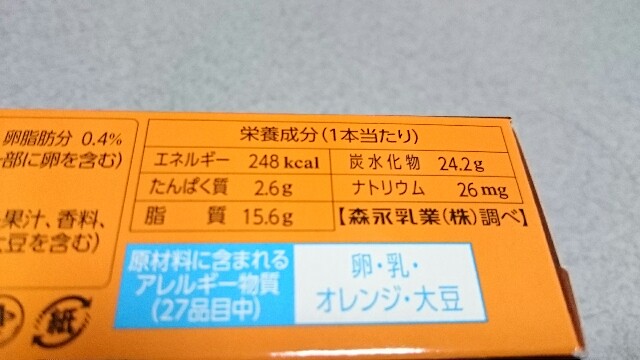 卵脂肪分 0.4%
部に卵を含む)
果汁、香料、
大豆を含む)
紙
栄養成分(1本当たり)
エネルギー 248kcal 炭水化物 24.2g
たんぱく質 2.6g ナトリウム 26mg
脂 質 15.6g 【森永乳業(株)調べ】
原材料に含まれる
アレルギー物質
(27品目中)
卵・乳・
オレンジ・大豆